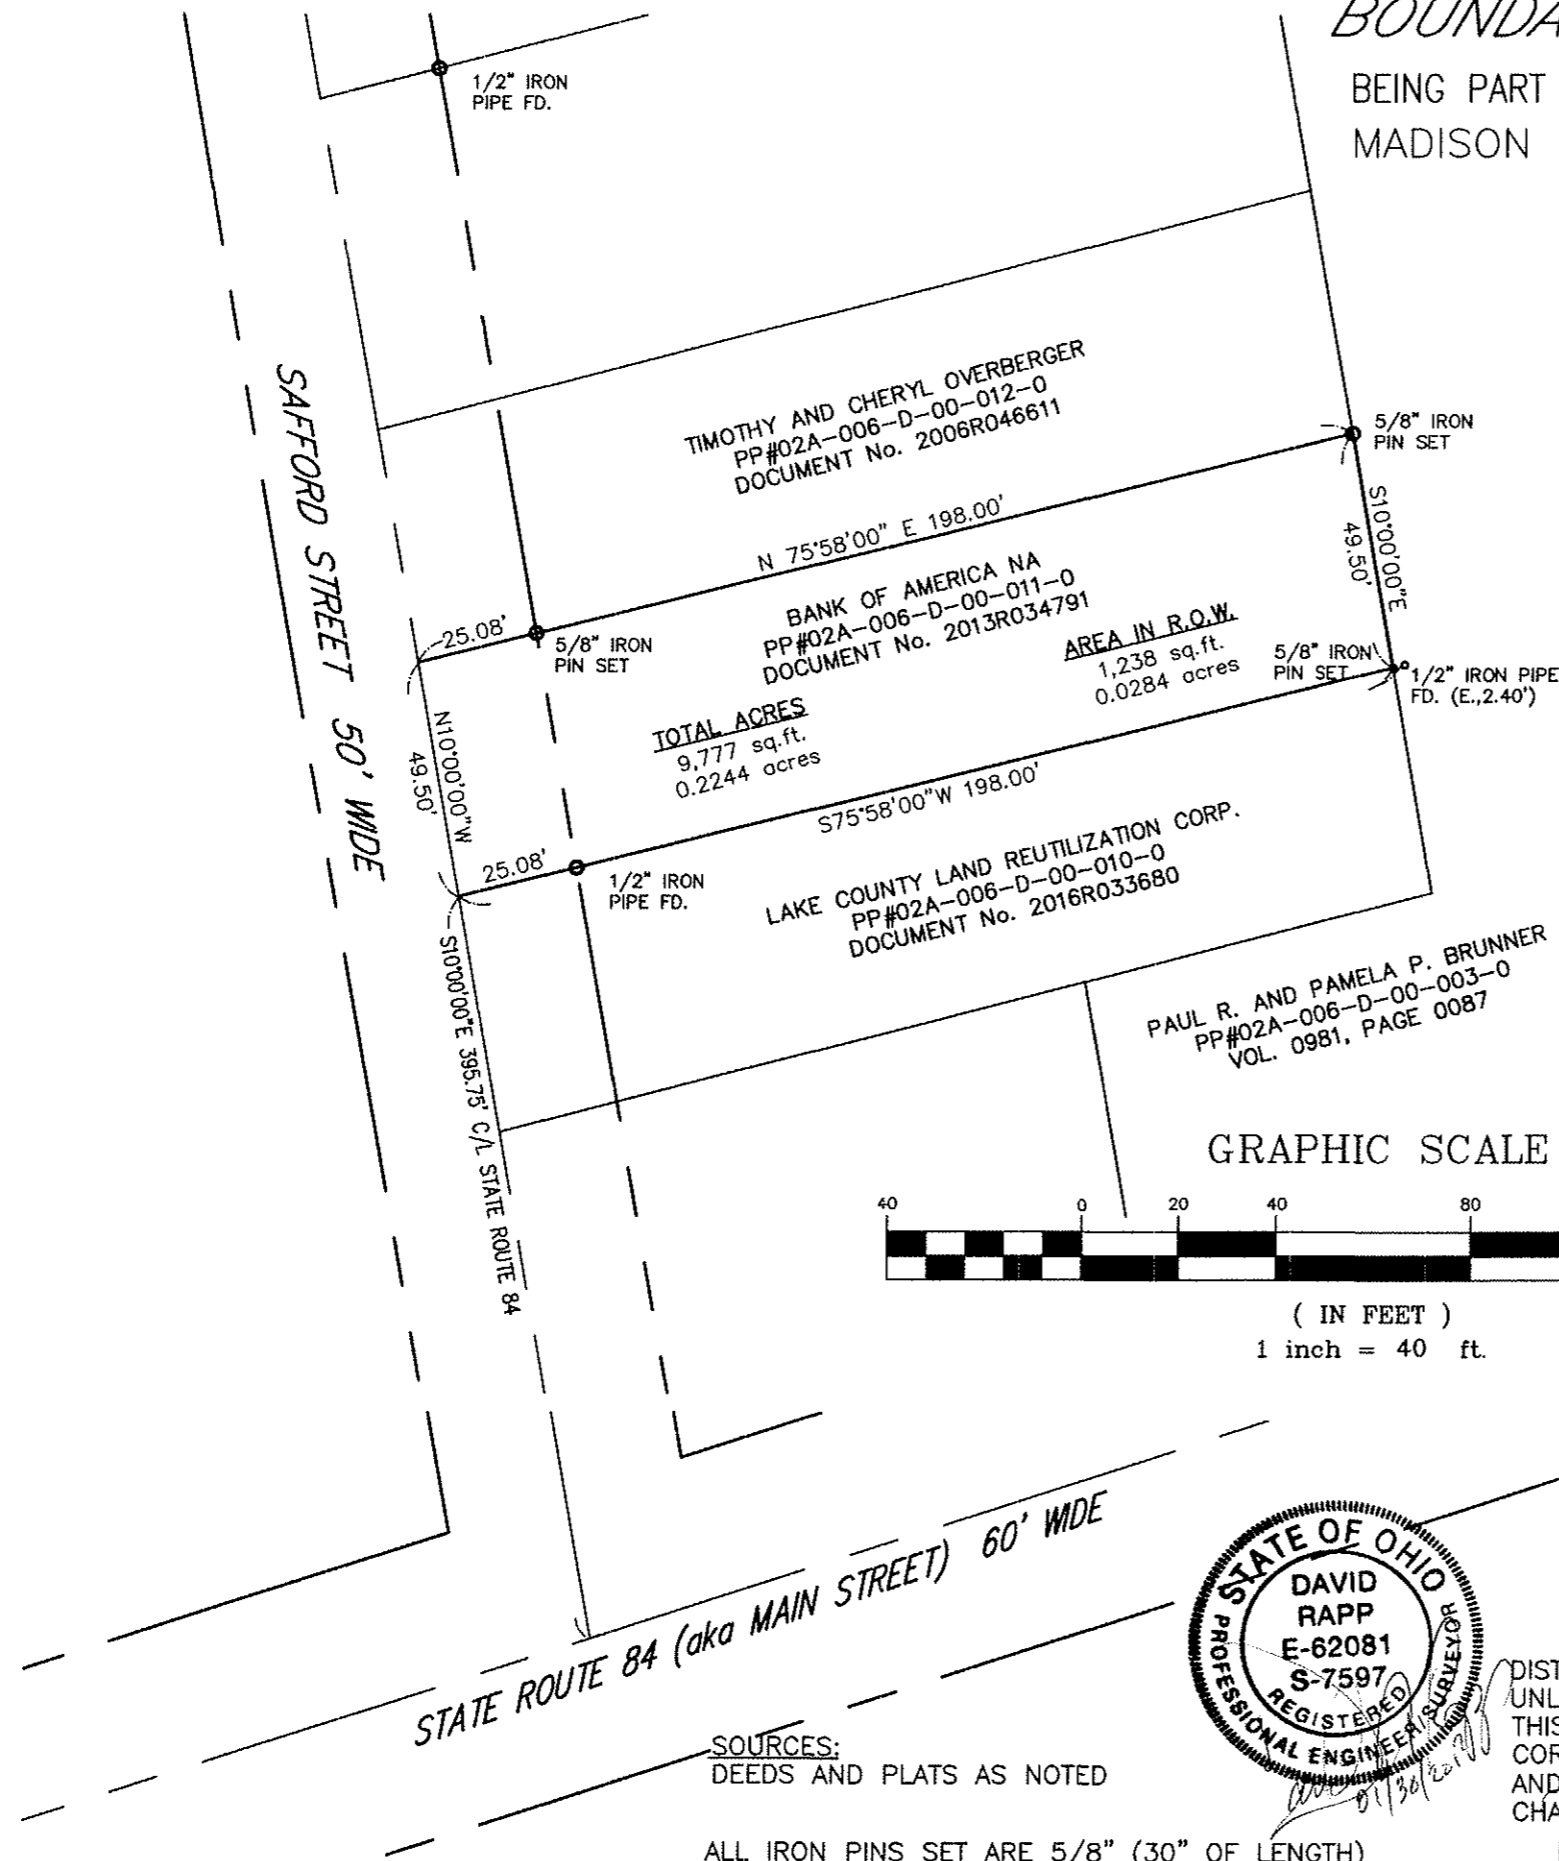 BOUNDA
BEING PART
MADISON
1/2" IRON
PIPE FD.
SAFFORD STREET 50' WIDE
TIMOTHY AND CHERYL OVERBERGER
PP#02A-006-D-00-012-0
DOCUMENT No. 2006R046611
5/8" IRON
PIN SET
N 75°58'00" E 198.00'
S10°00'00"E
49.50'
25.08'
5/8" IRON
PIN SET
BANK OF AMERICA NA
PP#02A-006-D-00-011-0
DOCUMENT No. 2013R034791
AREA IN R.O.W.
1,238 sq.ft.
0.0284 acres
5/8" IRON
PIN SET
1/2" IRON PIPE
FD. (E.,2.40')
N10°00'00"W
49.50'
TOTAL ACRES
9,777 sq.ft.
0.2244 acres
S75°58'00"W 198.00'
25.08'
1/2" IRON
PIPE FD.
LAKE COUNTY LAND REUTILIZATION CORP.
PP#02A-006-D-00-010-0
DOCUMENT No. 2016R033680
S10°00'00"E 395.75' C/L STATE ROUTE 84
PAUL R. AND PAMELA P. BRUNNER
PP#02A-006-D-00-003-0
VOL. 0981, PAGE 0087
GRAPHIC SCALE
40 0 20 40 80
( IN FEET )
1 inch = 40 ft.
STATE ROUTE 84 (aka MAIN STREET) 60' WIDE
STATE OF OHIO
DAVID
RAPP
E-62081
S-7597
REGISTERED
PROFESSIONAL ENGINEER/SURVEYOR
SOURCES:
DEEDS AND PLATS AS NOTED
DIST
UNL
THIS
COR
AND
CHA
ALL IRON PINS SET ARE 5/8" (30" OF LENGTH)